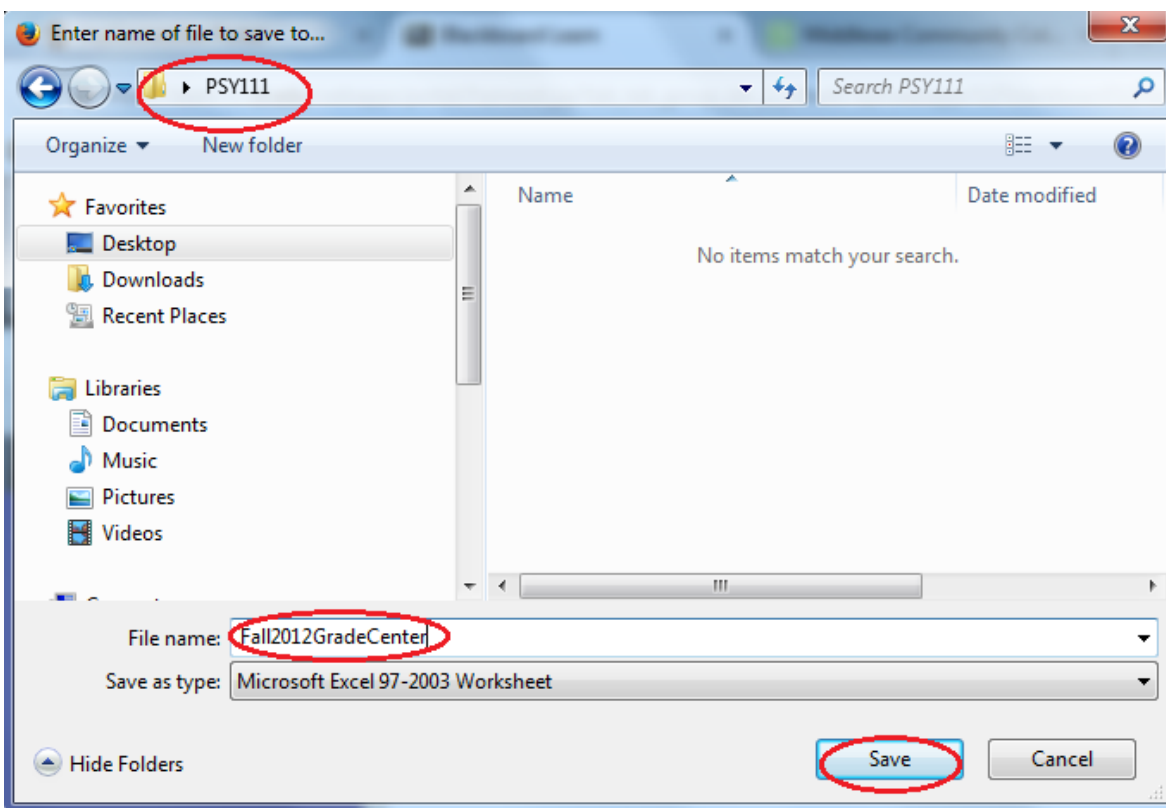 Enter name of file to save to...
PSY111
Search PSY111
Organize
New folder
Name
Date modified
Favorites
Desktop
Downloads
Recent Places
No items match your search.
Libraries
Documents
Music
Pictures
Videos
File name: Fall2012GradeCenter
Save as type: Microsoft Excel 97-2003 Worksheet
Hide Folders
Save
Cancel